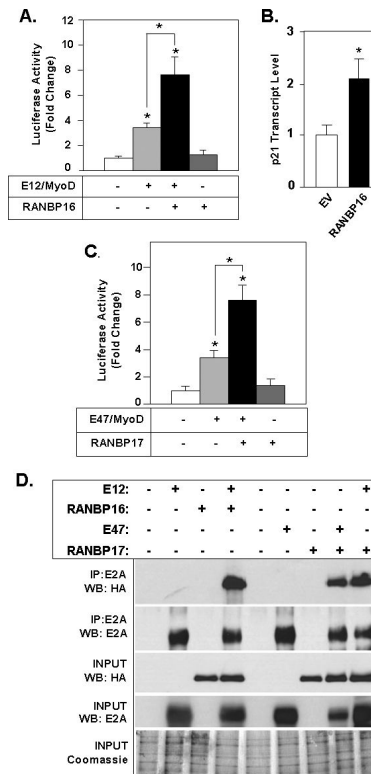 A.
Luciferase Activity
(Fold Change)
12
10
8
6
4
2
0
*
*
*
E12/MyoD - + + -
RANBP16 - - + +
B.
p21 Transcript Level
3
2
1
0
*
EV
RANBP16
C.
Luciferase Activity
(Fold Change)
10
8
6
4
2
0
*
*
*
E47/MyoD - + + -
RANBP17 - - + +
D.
E12: - + - + - - - - +
RANBP16: - - + + - - - - -
E47: - - - - - + - + -
RANBP17: - - - - - - + + +
IP:E2A
WB: HA
IP:E2A
WB: E2A
INPUT
WB: HA
INPUT
WB: E2A
INPUT
Coomassie